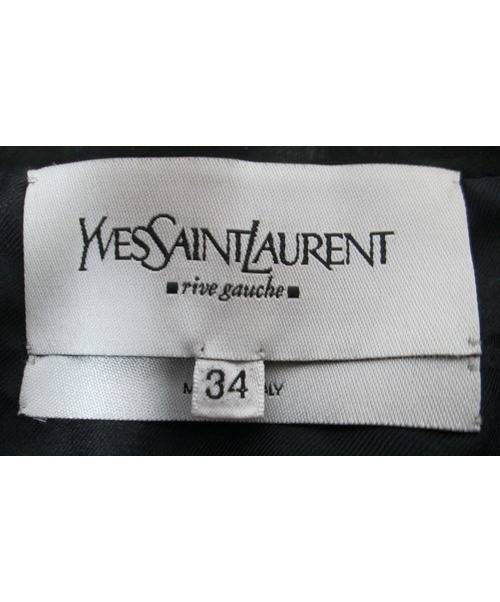 YVESSAINTLAURENT
rive gauche
34